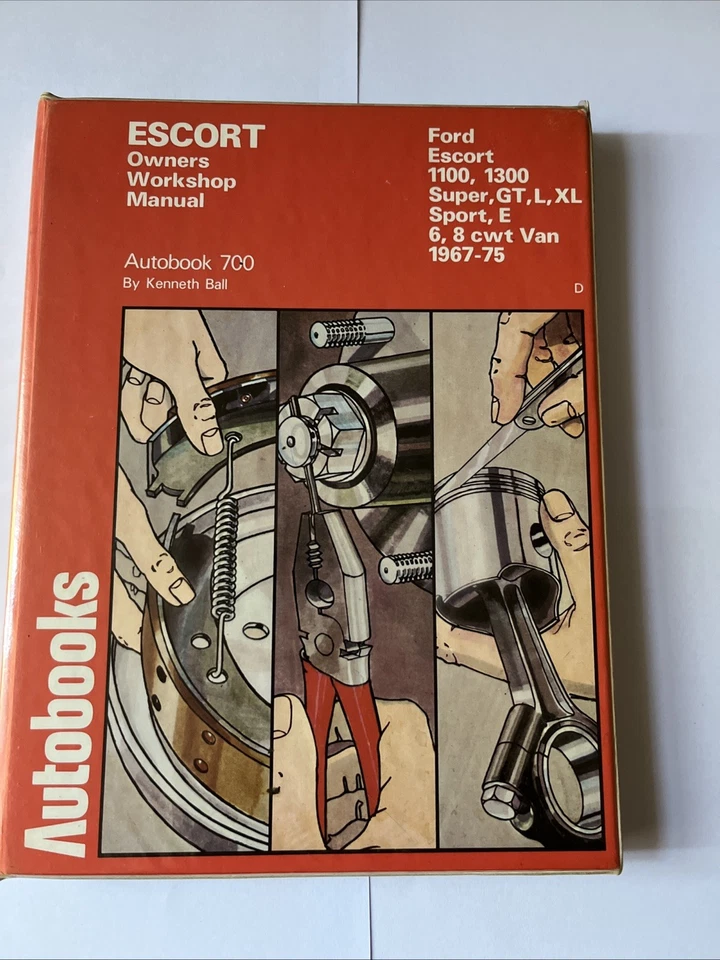 ESCORT
Owners
Workshop
Manual
Autobook 700
By Kenneth Ball
Ford
Escort
1100, 1300
Super, GT, L, XL
Sport, E
6, 8 cwt Van
1967-75
D
Autobooks